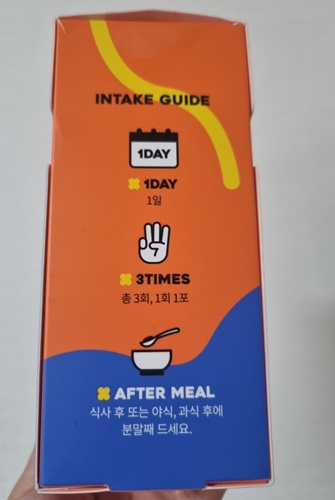 INTAKE GUIDE
1DAY
1DAY
1일
3TIMES
총 3회, 1회 1포
AFTER MEAL
식사 후 또는 야식, 과식 후에
분말째 드세요.